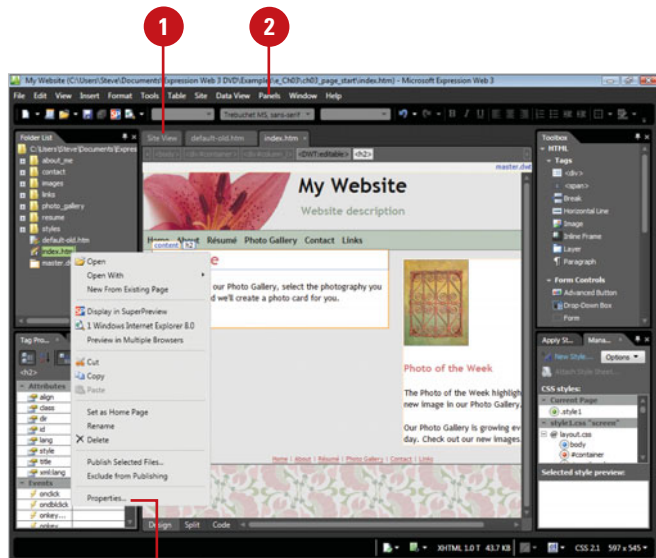 1
2
My Website (C:\Users\Steve\Documents\Expression Web 3 DVD\Examples\e_Ch03\ch03_page_start\index.htm) - Microsoft Expression Web 3
File Edit View Insert Format Tools Table Site Data View Panels Window Help
Trebuchet MS, sans-serif
Folder List
C:\Users\Steve\Documents\Expres
about_me
contact
images
links
photo_gallery
resume
styles
default-old.htm
index.htm
master.dw
Site View default-old.htm index.htm
<body> <DWT:editable> <h2>
master.dwt
My Website
Website description
Home About Résumé Photo Gallery Contact Links
content h2
our Photo Gallery, select the photography you
d we'll create a photo card for you.
Photo of the Week
The Photo of the Week highligh
new image in our Photo Gallery.
Our Photo Gallery is growing eve
day. Check out our new images.
Home | About | Résumé | Photo Gallery | Contact | Links
Open
Open With
New From Existing Page
Display in SuperPreview
1 Windows Internet Explorer 8.0
Preview in Multiple Browsers
Cut
Copy
Paste
Set as Home Page
Rename
Delete
Publish Selected Files...
Exclude from Publishing
Properties...
Tag Pro...
<h2>
Attributes
align
class
dir
id
lang
style
title
xml:lang
Events
onclick
ondblclick
onkey...
onkey...
Design Split Code
Toolbox
HTML
Tags
<div>
<span>
Break
Horizontal Line
Image
Inline Frame
Layer
Paragraph
Form Controls
Advanced Button
Drop-Down Box
Form
Apply St... Mana...
New Style... Options
Attach Style Sheet...
CSS styles:
Current Page
.style1
style1.css "screen"
@ layout.css
body
#container
Selected style preview:
XHTML 1.0 T 43.7 KB CSS 2.1 597 x 545